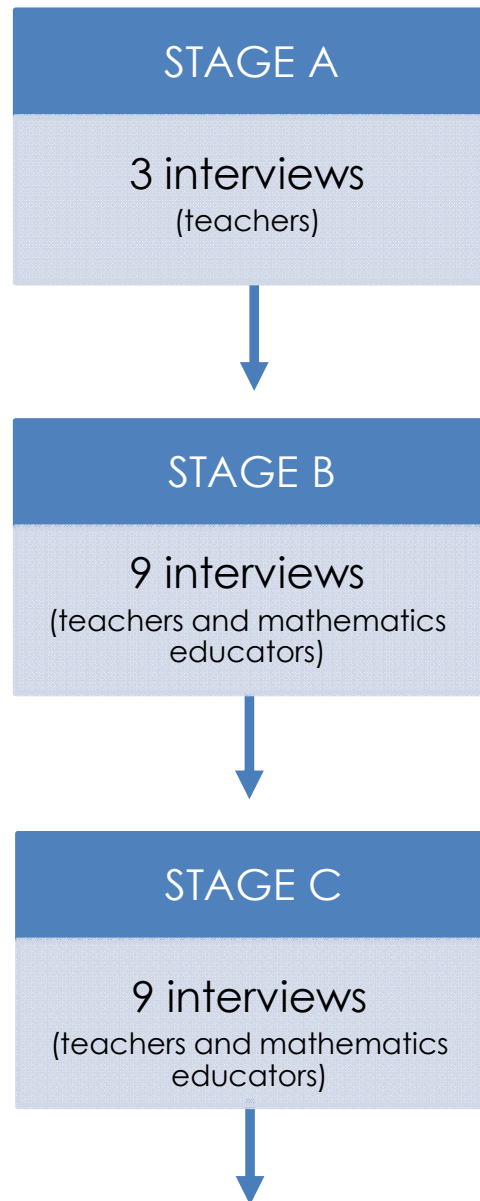 STAGE A
3 interviews
(teachers)
STAGE B
9 interviews
(teachers and mathematics
educators)
STAGE C
9 interviews
(teachers and mathematics
educators)